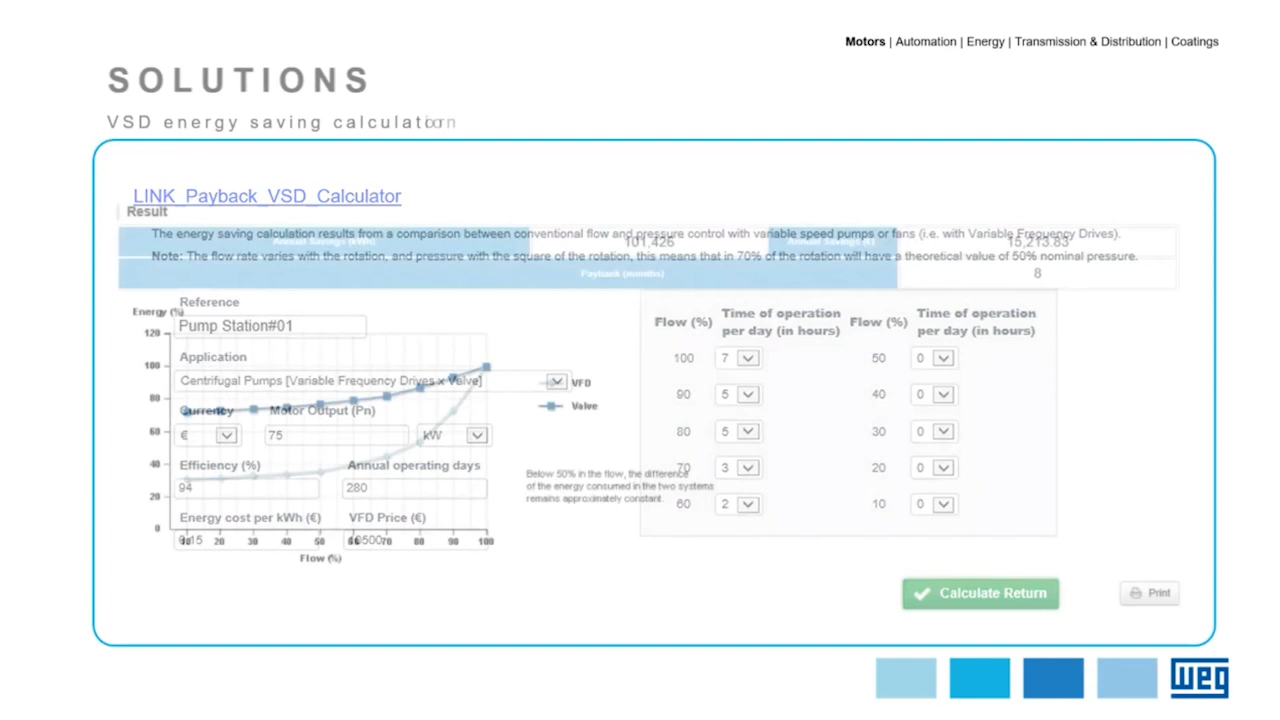 Motors | Automation | Energy | Transmission & Distribution | Coatings
SOLUTIONS
VSD energy saving calculation
LINK_Payback_VSD_Calculator
Result
The energy saving calculation results from a comparison between conventional flow and pressure control with variable speed pumps or fans (i.e. with Variable Frequency Drives).
Annual Savings (kWh) 101,426 Annual Savings (€) 15,213.83
Note: The flow rate varies with the rotation, and pressure with the square of the rotation, this means that in 70% of the rotation will have a theoretical value of 50% nominal pressure.
Payback (months) 8
Reference
Pump Station#01
Application
Centrifugal Pumps [Variable Frequency Drives x Valve]
Currency Motor Output (Pn)
€ 75 kW
Efficiency (%) Annual operating days
94 280
Energy cost per kWh (€) VFD Price (€)
0,15
Energy (%)
120
100
80
60
40
20
0
20 30 40 50 70 80 90 100
Flow (%)
VFD
Valve
Below 50% in the flow, the difference
of the energy consumed in the two systems
remains approximately constant.
Flow (%) Time of operation per day (in hours) Flow (%) Time of operation per day (in hours)
100 7 50 0
90 5 40 0
80 5 30 0
70 3 20 0
60 2 10 0
Calculate Return
Print
WEG